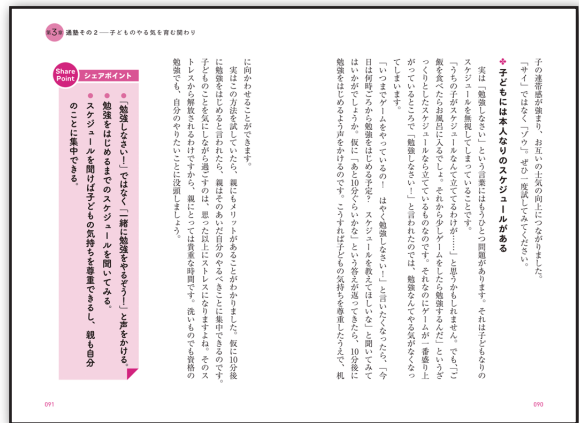 第3章 通塾その2──子どものやる気を育む関わり
子の連帯感が強まり、お互いの士気の向上につながりました。
「サイ」ではなく「ゾウ」。ぜひ一度試してみてください。
子どもには本人なりのスケジュールがある
実は「勉強しなさい」という言葉にはもうひとつ問題があります。それは子どもなりの
スケジュールを無視してしまっていることです。
「うちの子がスケジュールなんて立ててるわけが……」と思うかもしれません。でも、「ご
飯を食べたらお風呂に入るでしょ。それから少しゲームをしたら勉強するんだ」というざ
っくりとしたスケジュールなら立てているものなのです。それなのにゲームが一番盛り上
がっているところで「勉強しなさい！」と言われたのでは、勉強なんてやる気がなくなっ
てしまいます。
「いつまでゲームをやっているの！ はやく勉強しなさい！」と言いたくなったら、「今
日は何時ごろから勉強をはじめる予定？ スケジュールを教えてほしいな」と聞いてみて
はいかがでしょうか。仮に「あと10分ぐらいかな」という答えが返ってきたら、10分後に
勉強をはじめるよう声をかけるのです。こうすれば子どもの気持ちを尊重したうえで、机
090
に向かわせることができます。
実はこの方法を試していたら、親にもメリットがあることがわかりました。仮に10分後
に勉強をはじめると言われたら、親はそのあいだ自分のやるべきことに集中できるのです。
子どものことを気にしながら過ごすのは、思った以上にストレスになりますよね。そのス
トレスから解放されるわけですから、親にとっては貴重な時間です。洗いものでも資格の
勉強でも、自分のやりたいことに没頭しましょう。
Share
Point
シェアポイント
● 「勉強しなさい！」ではなく「一緒に勉強をやるぞう！」と声をかける。
● 勉強をはじめるまでのスケジュールを聞いてみる。
● スケジュールを聞けば子どもの気持ちを尊重できるし、親も自分
のことに集中できる。
091